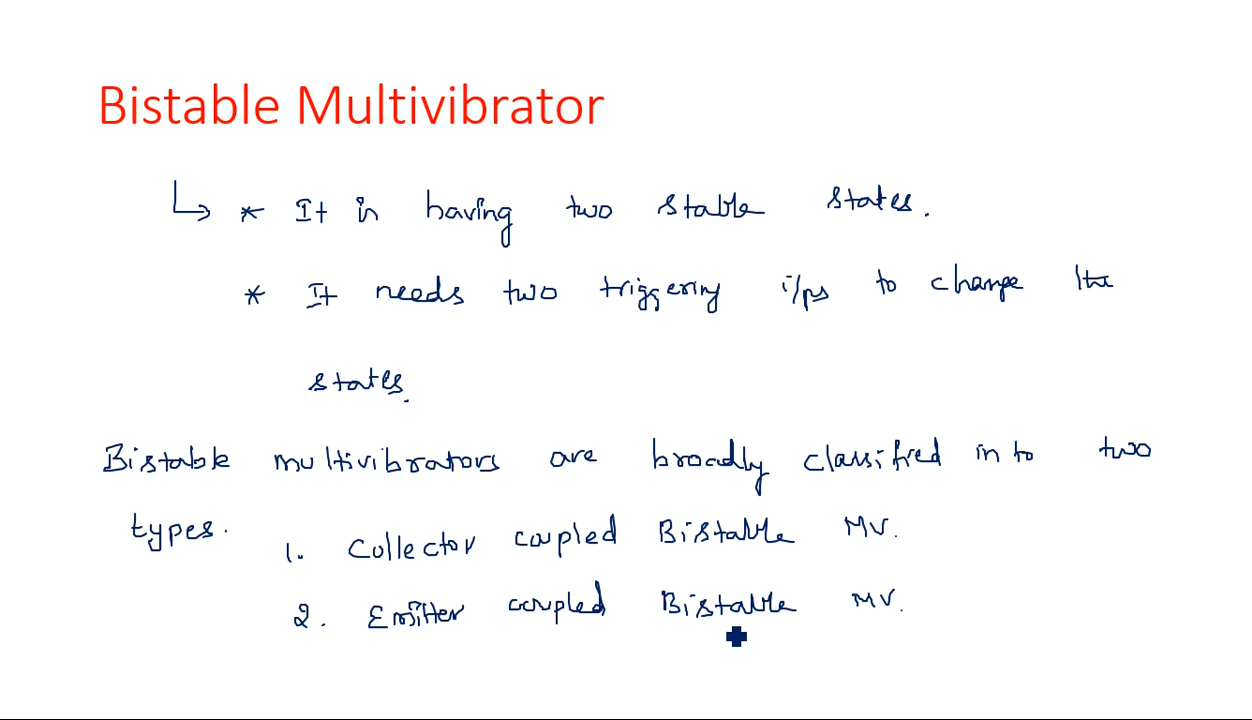 Bistable Multivibrator
* It is having two stable states.
* It needs two triggering i/ps to change the
states.
Bistable multivibrators are broadly classified in to two
types.
1. Collector coupled Bistable MV.
2. Emitter coupled Bistable MV.